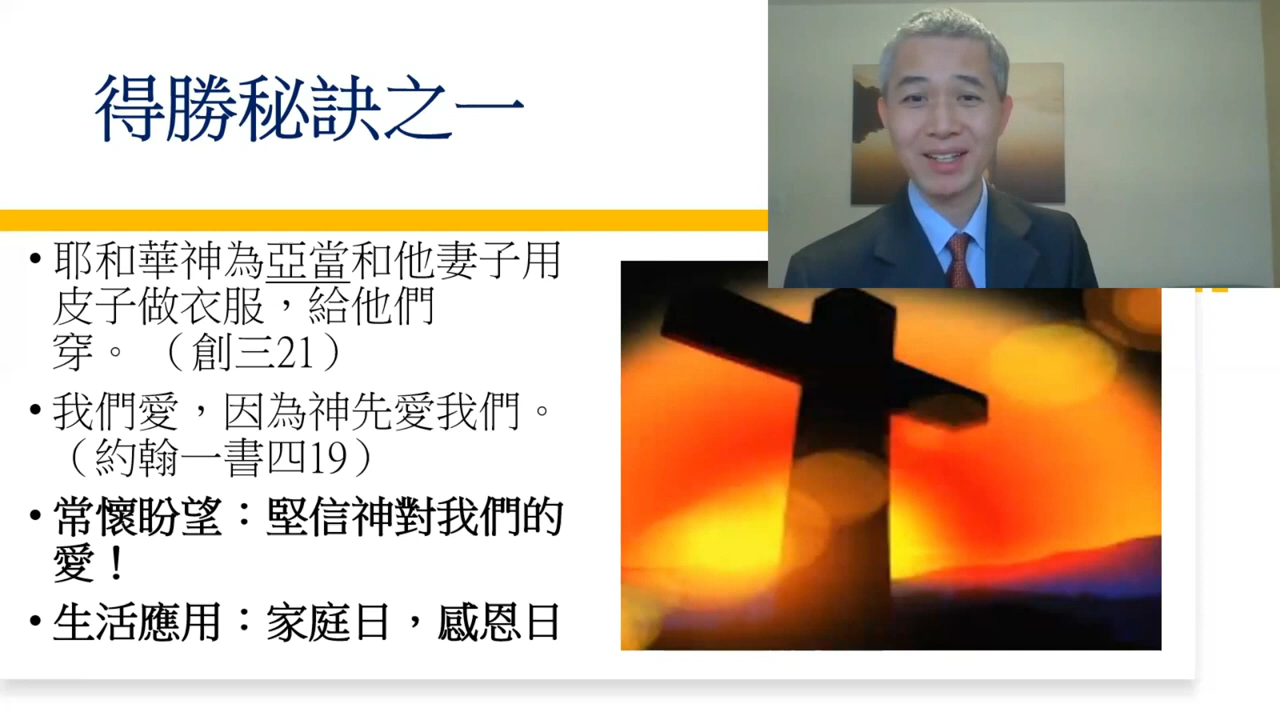 得勝秘訣之一
• 耶和華神為亞當和他妻子用
皮子做衣服，給他們
穿。 （創三21）
• 我們愛，因為神先愛我們。
（約翰一書四19）
• 常懷盼望：堅信神對我們的
愛！
• 生活應用：家庭日，感恩日